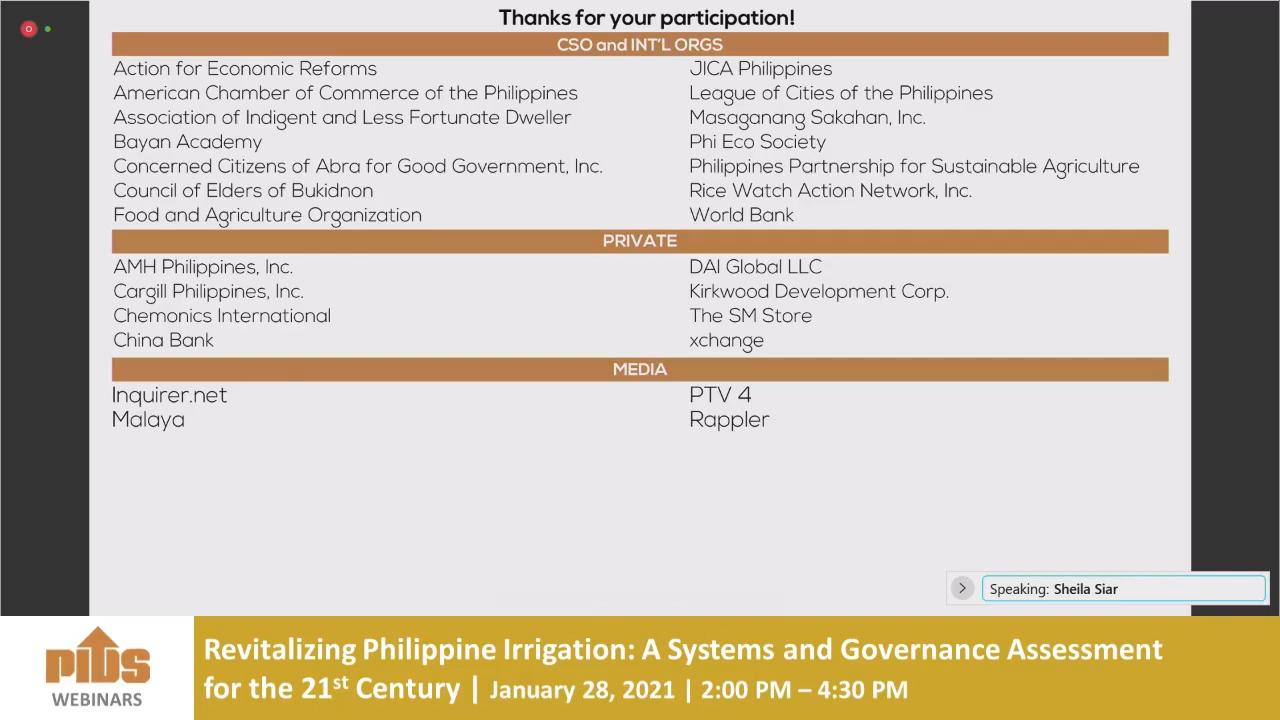 Thanks for your participation!
CSO and INT'L ORGS
Action for Economic Reforms
American Chamber of Commerce of the Philippines
Association of Indigent and Less Fortunate Dweller
Bayan Academy
Concerned Citizens of Abra for Good Government, Inc.
Council of Elders of Bukidnon
Food and Agriculture Organization
JICA Philippines
League of Cities of the Philippines
Masaganang Sakahan, Inc.
Phi Eco Society
Philippines Partnership for Sustainable Agriculture
Rice Watch Action Network, Inc.
World Bank
PRIVATE
AMH Philippines, Inc.
Cargill Philippines, Inc.
Chemonics International
China Bank
DAI Global LLC
Kirkwood Development Corp.
The SM Store
xchange
MEDIA
Inquirer.net
Malaya
PTV 4
Rappler
Speaking: Sheila Siar
PIDS
WEBINARS
Revitalizing Philippine Irrigation: A Systems and Governance Assessment
for the 21st Century | January 28, 2021 | 2:00 PM – 4:30 PM